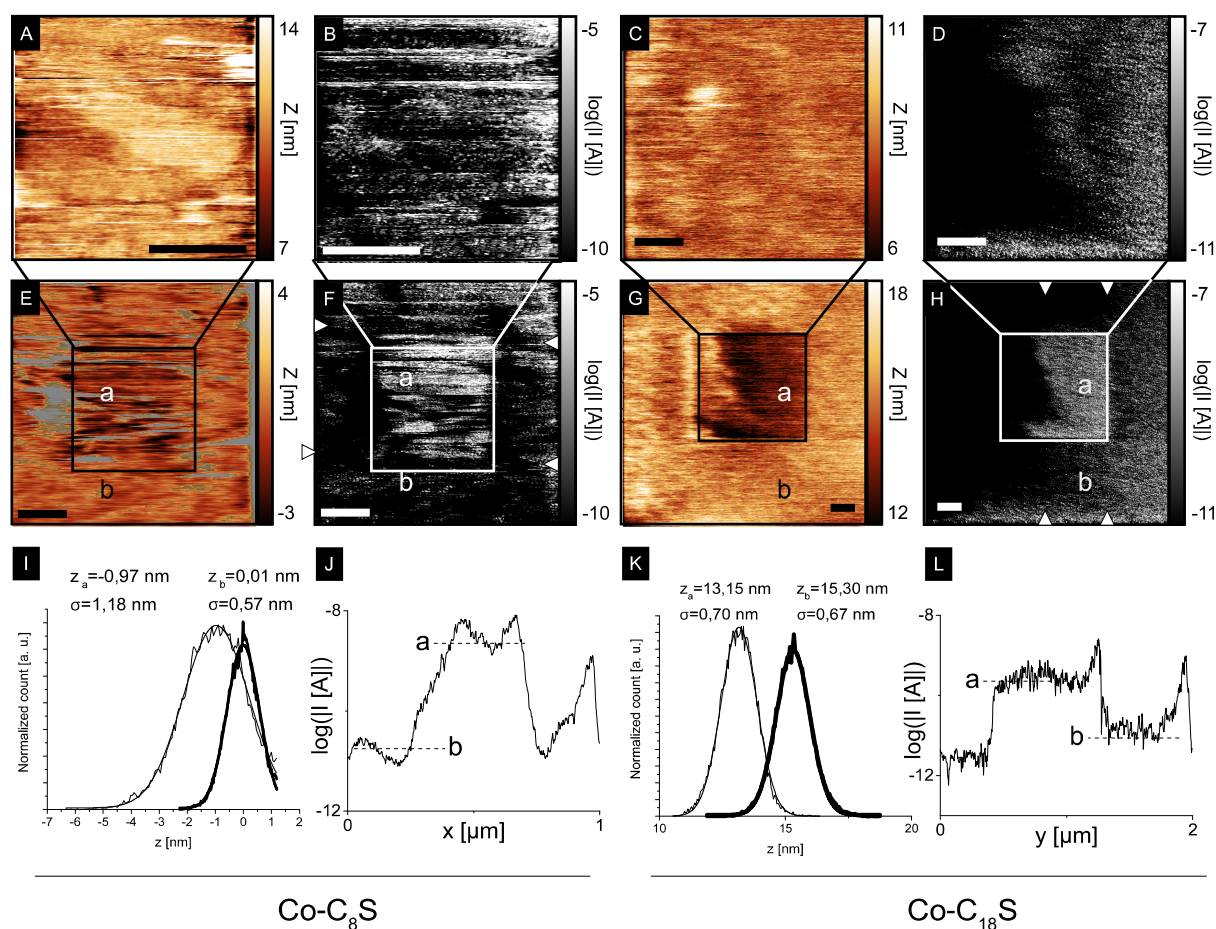 A
14
Z [nm]
7
B
-5
log(|I [A]|)
-10
C
11
Z [nm]
6
D
-7
log(|I [A]|)
-11
E
4
Z [nm]
-3
a
b
F
-5
log(|I [A]|)
-10
a
b
G
18
Z [nm]
12
a
b
H
-7
log(|I [A]|)
-11
a
b
I
zₐ=-0,97 nm
σ=1,18 nm
z_b=0,01 nm
σ=0,57 nm
Normalized count [a. u.]
-7 -6 -5 -4 -3 -2 -1 0 1 2
z [nm]
J
-8
a
b
log(|I [A]|)
-12
0 1
x [µm]
K
zₐ=13,15 nm
σ=0,70 nm
z_b=15,30 nm
σ=0,67 nm
Normalized count [a. u.]
10 15 20
z [nm]
L
-8
a
b
log(|I [A]|)
-12
0 2
y [µm]
Co-C₈S
Co-C₁₈S